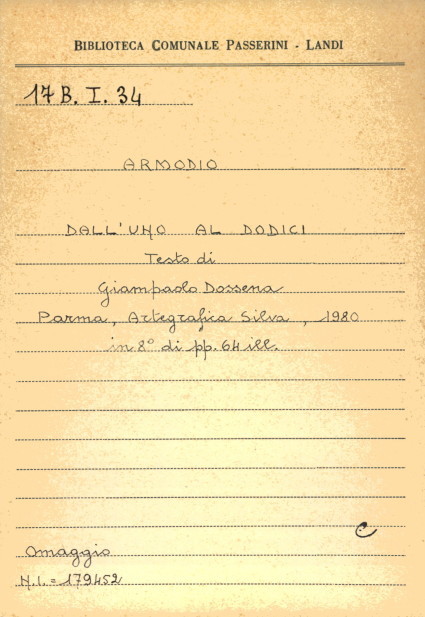 BIBLIOTECA COMUNALE PASSERINI - LANDI
17 B. I. 34
ARMODIO
DALL'UNO AL DODICI
Testo di
Giampaolo Dossena
Parma, Artegrafica Silva, 1980
in 8° di pp. 64 ill.
C
Omaggio
N.I. = 179452